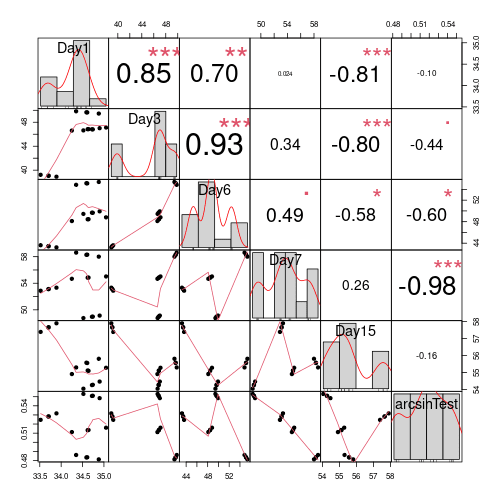 40 44 48 50 54 58 0.48 0.51 0.54
Day1 0.85 *** 0.70 ** 0.024 -0.81 *** -0.10 33.5 34.5 35.0
40 44 48 Day3 0.93 *** 0.34 -0.80 *** -0.44 .
Day6 0.49 . -0.58 * -0.60 * 44 48 52
50 54 58 Day7 0.26 -0.98 ***
Day15 -0.16 54 55 56 57 58
0.48 0.51 0.54 arcsinTest
33.5 34.0 34.5 35.0 44 48 52 54 55 56 57 58